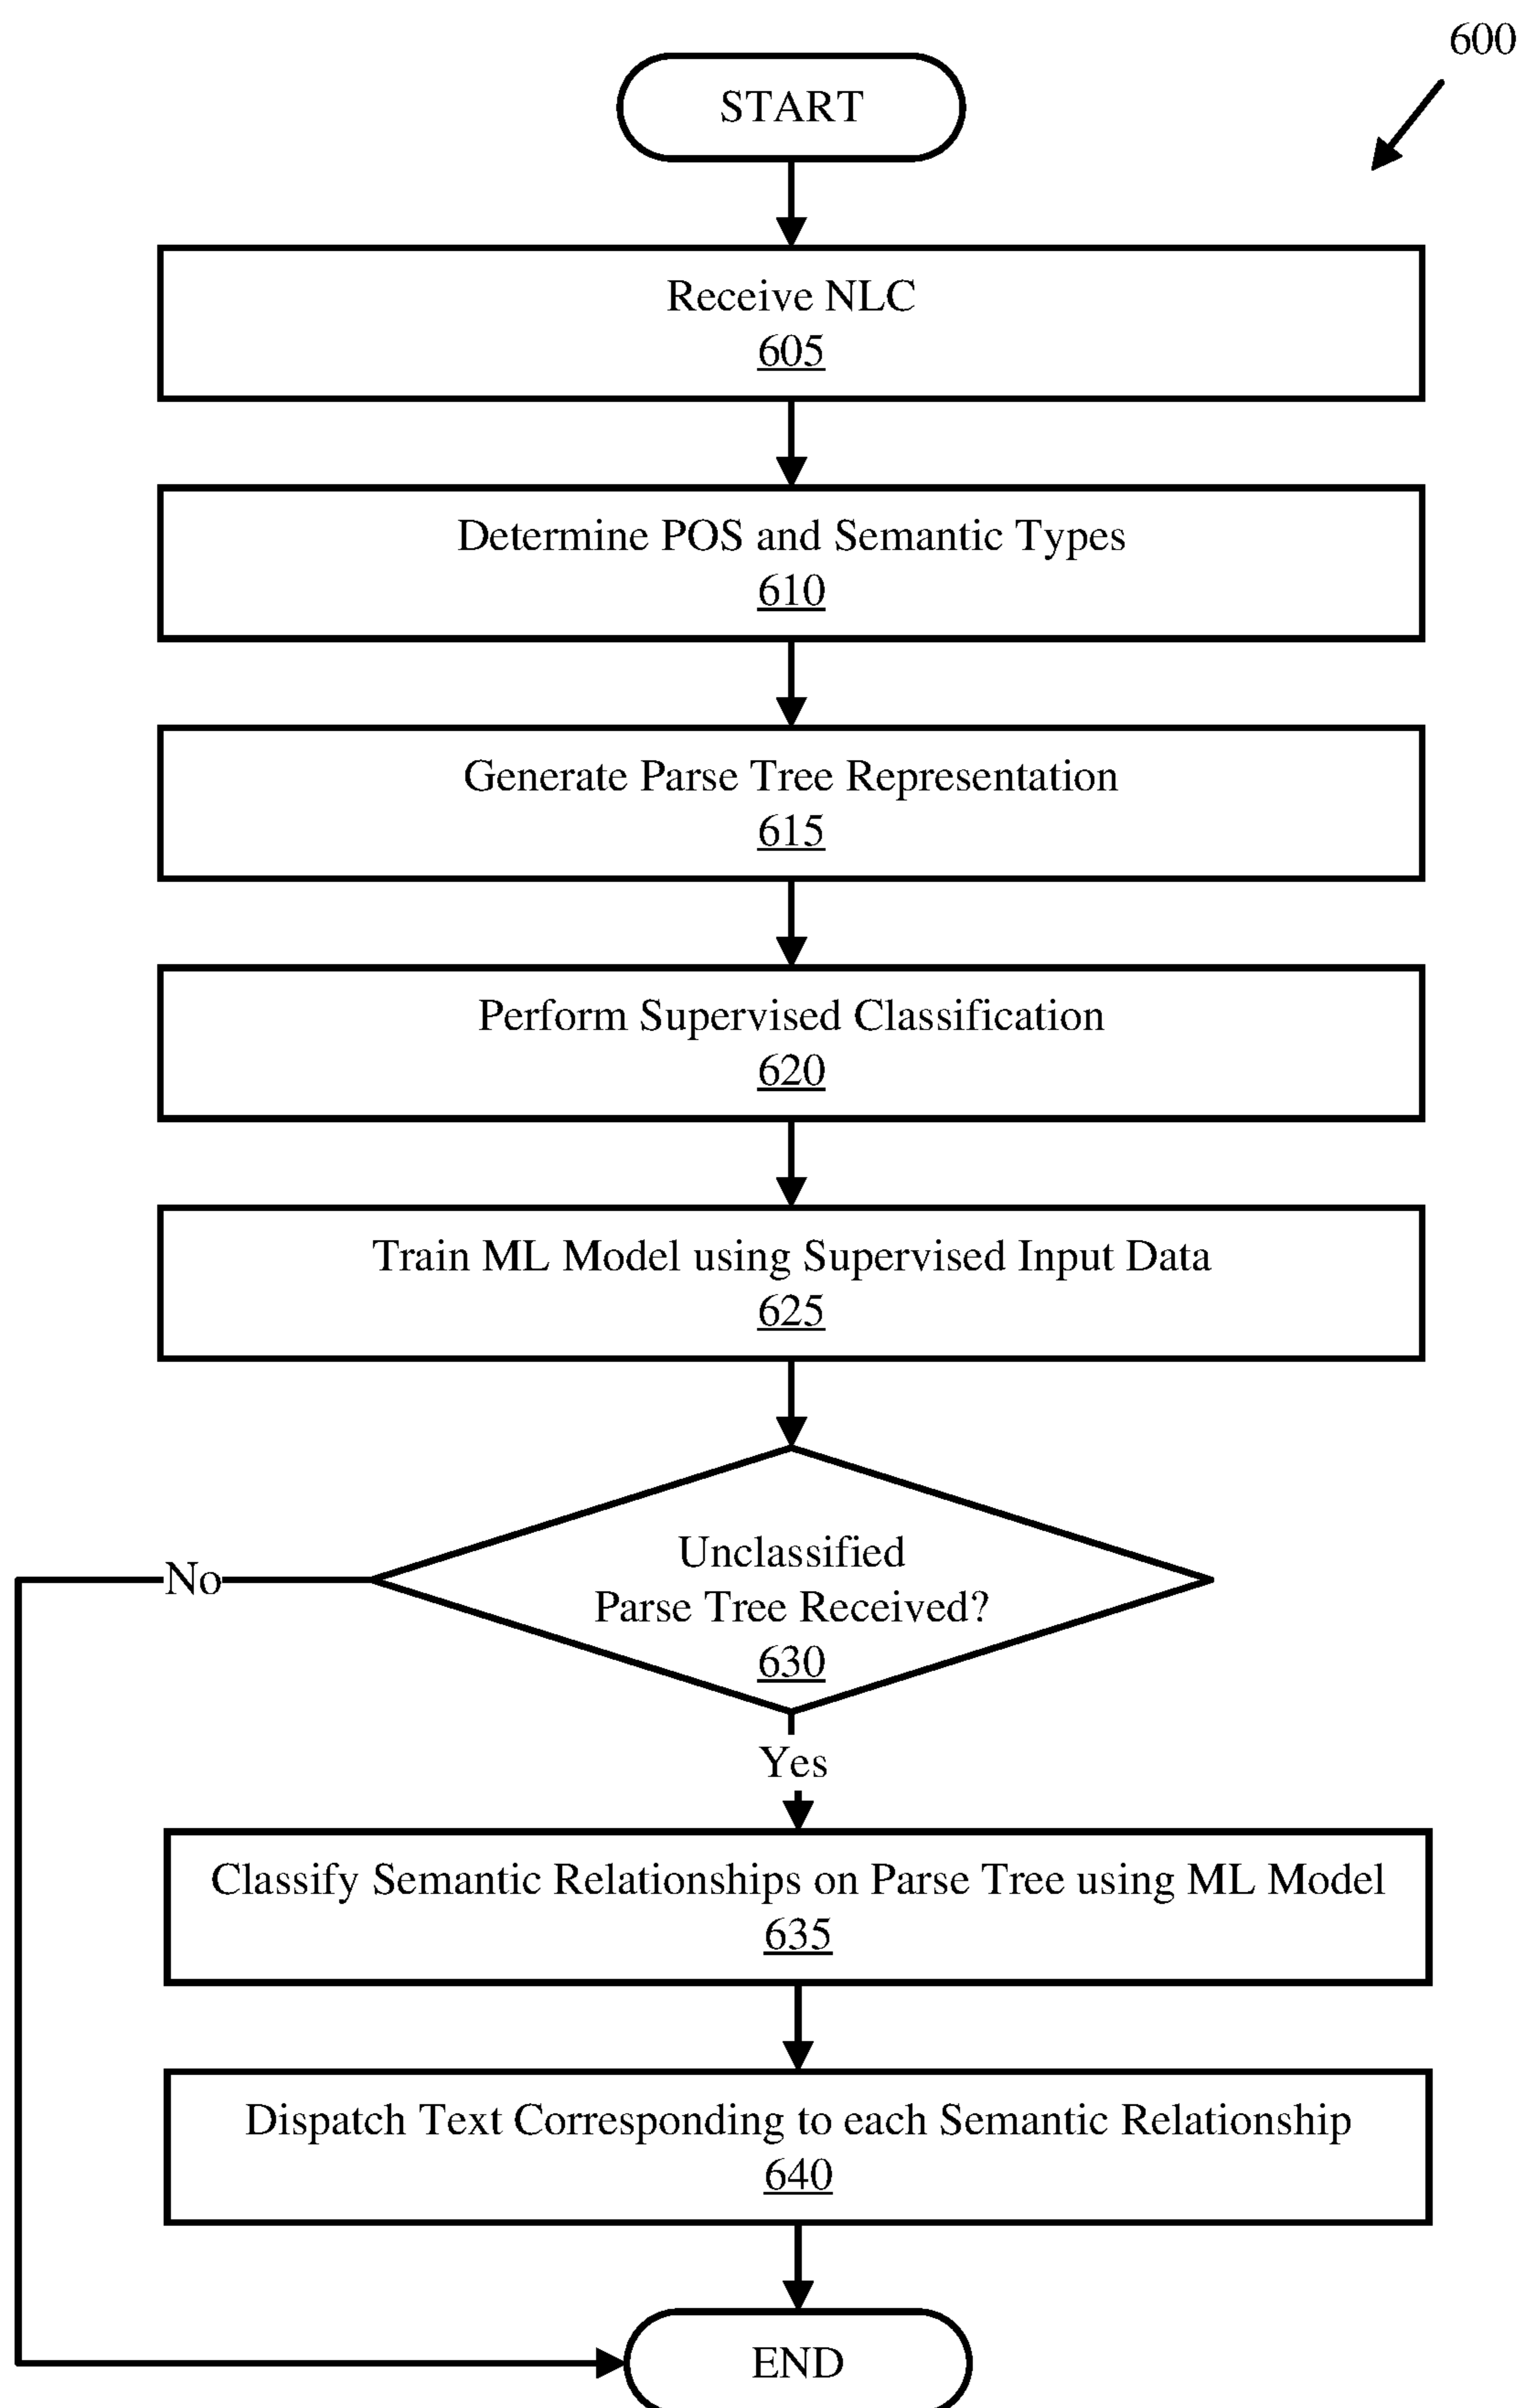 600
START
Receive NLC
605
Determine POS and Semantic Types
610
Generate Parse Tree Representation
615
Perform Supervised Classification
620
Train ML Model using Supervised Input Data
625
Unclassified
Parse Tree Received?
630
No
Yes
Classify Semantic Relationships on Parse Tree using ML Model
635
Dispatch Text Corresponding to each Semantic Relationship
640
END